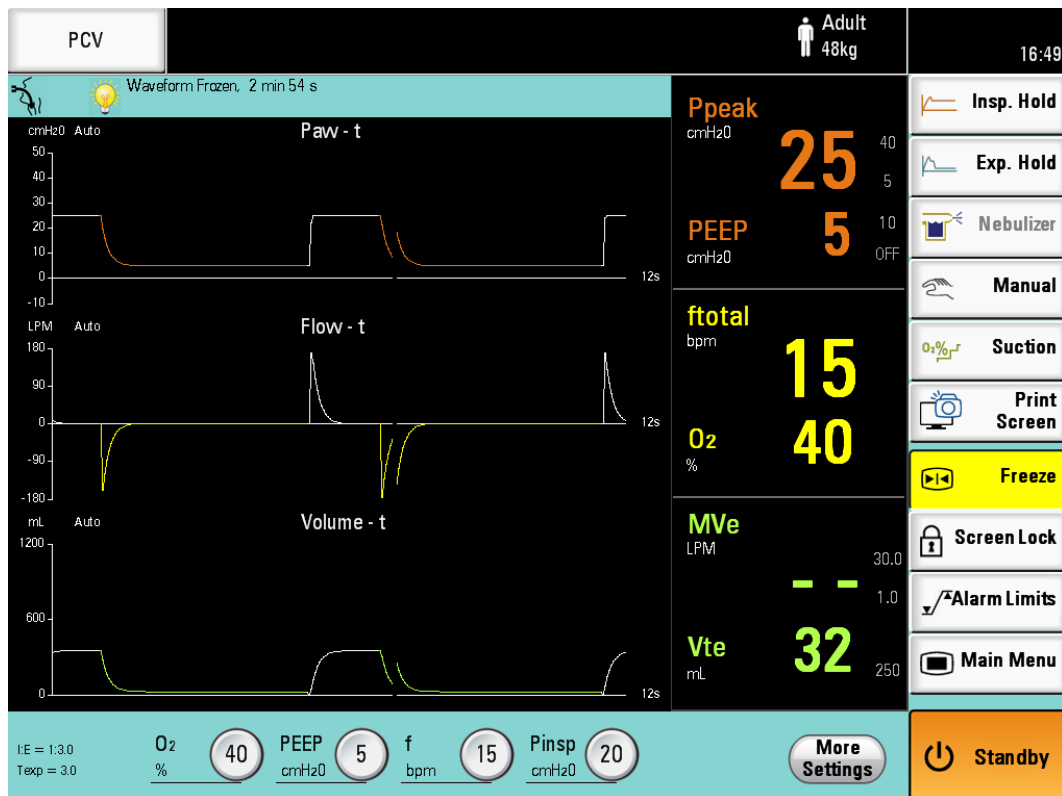 PCV
Adult
48kg
16:49
Waveform Frozen, 2 min 54 s
cmH2O Auto
Paw - t
50
40
30
20
10
0
-10
12s
LPM Auto
Flow - t
180
90
0
-90
-180
12s
mL Auto
Volume - t
1200
600
0
12s
Ppeak
cmH2O
25
40
5
PEEP
cmH2O
5
10
OFF
ftotal
bpm
15
O2
%
40
MVe
LPM
- -
30.0
1.0
Vte
mL
32
250
Insp. Hold
Exp. Hold
Nebulizer
Manual
O2%
Suction
Print
Screen
Freeze
Screen Lock
Alarm Limits
Main Menu
Standby
I:E = 1:3.0
Texp = 3.0
O2
%
40
PEEP
cmH2O
5
f
bpm
15
Pinsp
cmH2O
20
More
Settings